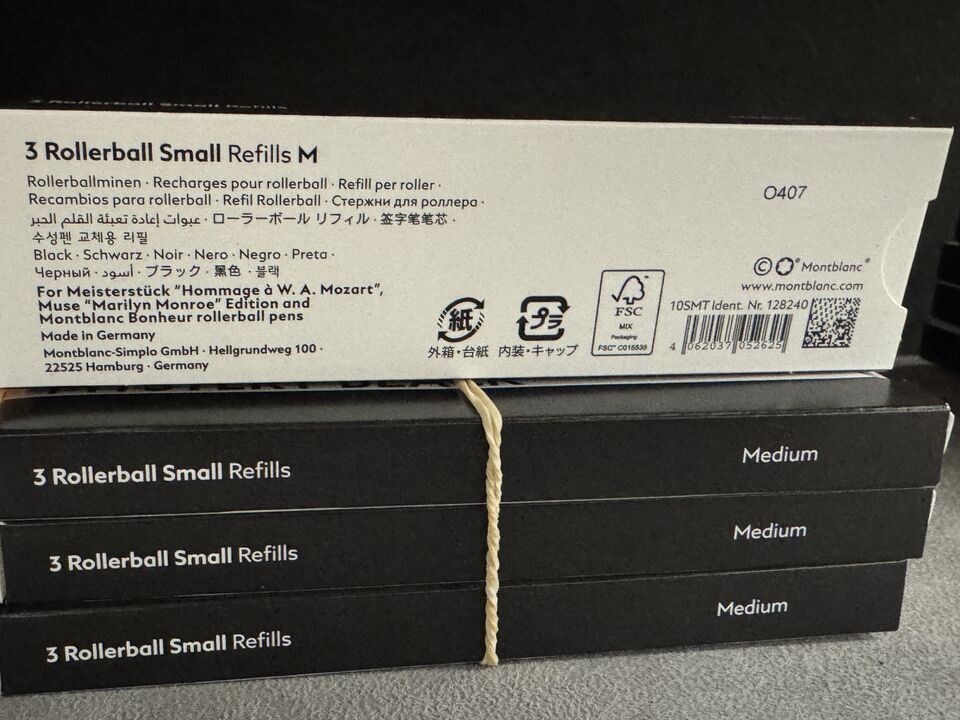 3 Rollerball Small Refills
3 Rollerball Small Refills M
Rollerballminen · Recharges pour rollerball · Refill per roller ·
Recambios para rollerball · Refil Rollerball · Стержни для роллера ·
عبوات إعادة تعبئة القلم الحبر · ローラーボール リフィル · 签字笔笔芯 ·
수성펜 교체용 리필
Black · Schwarz · Noir · Nero · Negro · Preta ·
Черный · أسود · ブラック · 黑色 · 블랙
For Meisterstück "Hommage à W. A. Mozart",
Muse "Marilyn Monroe" Edition and
Montblanc Bonheur rollerball pens
Made in Germany
Montblanc-Simplo GmbH · Hellgrundweg 100 ·
22525 Hamburg · Germany
紙
外箱・台紙
プラ
内装・キャップ
FSC
MIX
Packaging
FSC™ C015535
O407
© Montblanc®
www.montblanc.com
10SMT Ident. Nr. 128240
4 062037 052625
3 Rollerball Small Refills Medium
3 Rollerball Small Refills Medium
3 Rollerball Small Refills Medium